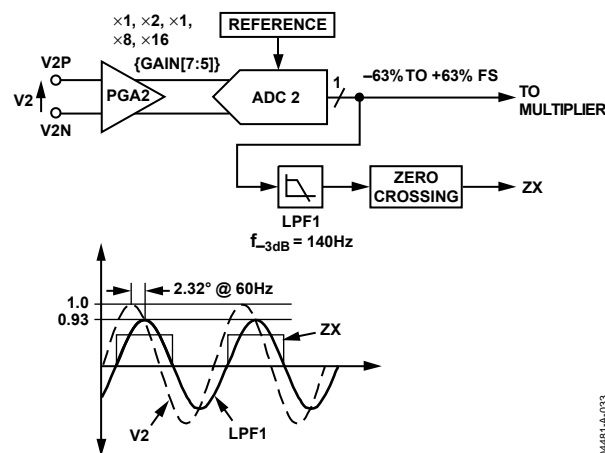 ×1, ×2, ×1,
×8, ×16
{GAIN[7:5]}
REFERENCE
V2P
V2
V2N
PGA2
ADC 2
1
–63% TO +63% FS
TO
MULTIPLIER
LPF1
f–3dB = 140Hz
ZERO
CROSSING
ZX
2.32° @ 60Hz
1.0
0.93
ZX
V2
LPF1
04481-A-033